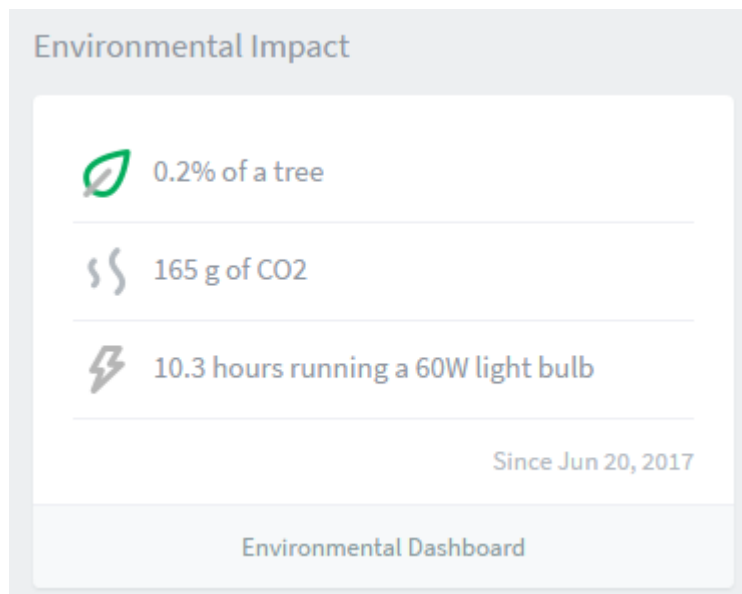 Environmental Impact
0.2% of a tree
165 g of CO2
10.3 hours running a 60W light bulb
Since Jun 20, 2017
Environmental Dashboard